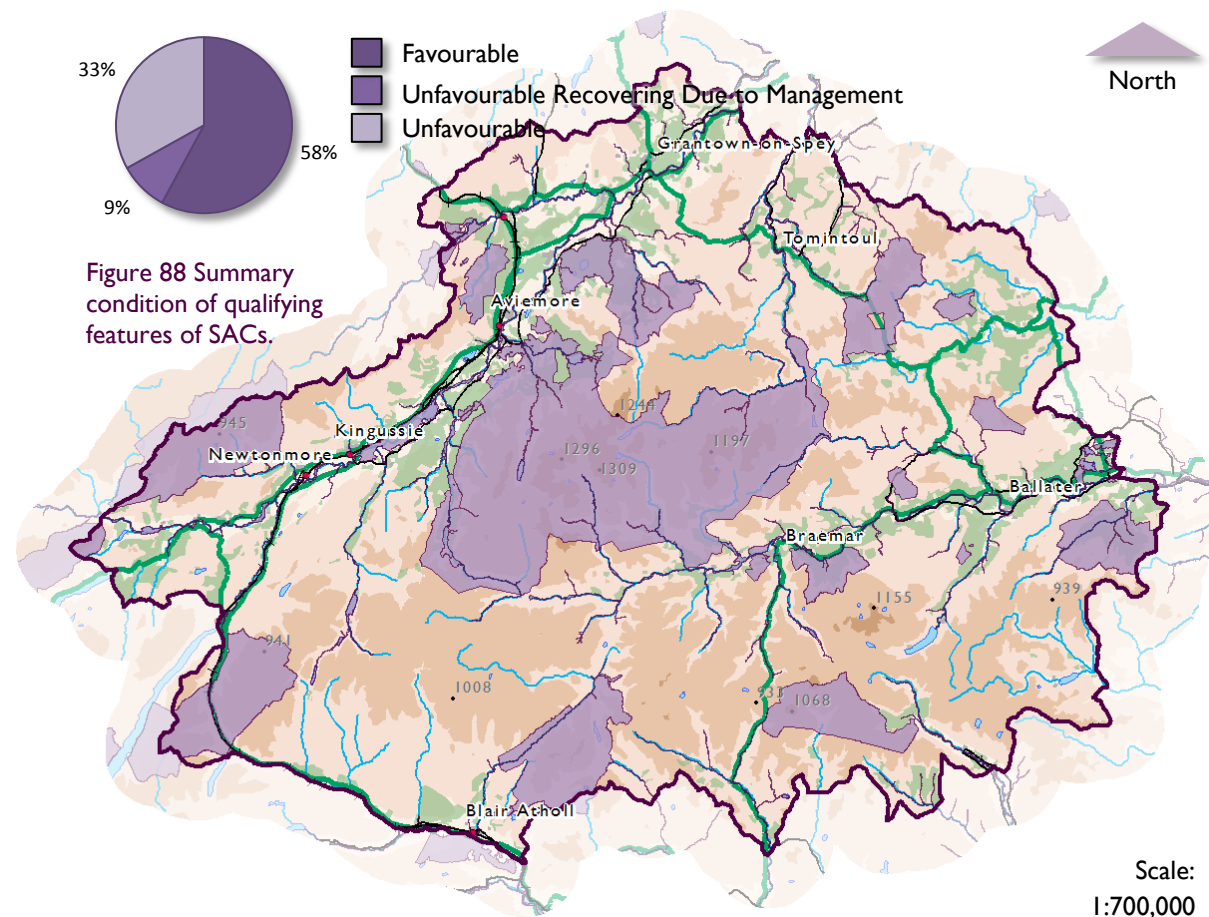 33%
58%
9%
Favourable
Unfavourable Recovering Due to Management
Unfavourable
North
Figure 88 Summary
condition of qualifying
features of SACs.
Grantown-on-Spey
Tomintoul
Aviemore
1244
945
Kingussie
1296
1197
Newtonmore
1309
Ballater
Braemar
1155
939
941
1008
933
1068
Blair Atholl
Scale:
1:700,000